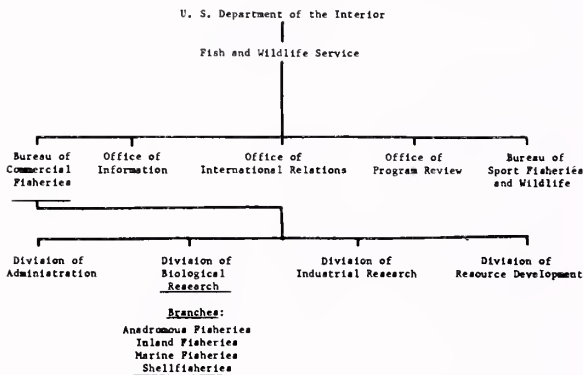 U. S. Department of the Interior
Fish and Wildlife Service
Bureau of Commercial Fisheries
Office of Information
Office of International Relations
Office of Program Review
Bureau of Sport Fisheries and Wildlife
Division of Administration
Division of Biological Research
Division of Industrial Research
Division of Resource Development
Branches:
Anadromous Fisheries
Inland Fisheries
Marine Fisheries
Shellfisheries